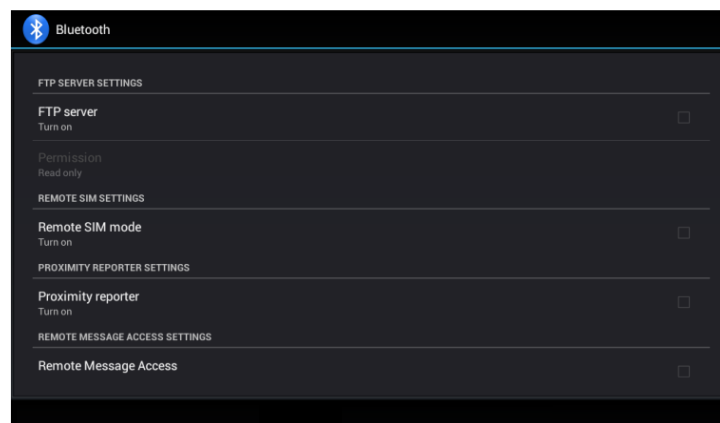 Bluetooth
FTP SERVER SETTINGS
FTP server
Turn on
Permission
Read only
REMOTE SIM SETTINGS
Remote SIM mode
Turn on
PROXIMITY REPORTER SETTINGS
Proximity reporter
Turn on
REMOTE MESSAGE ACCESS SETTINGS
Remote Message Access